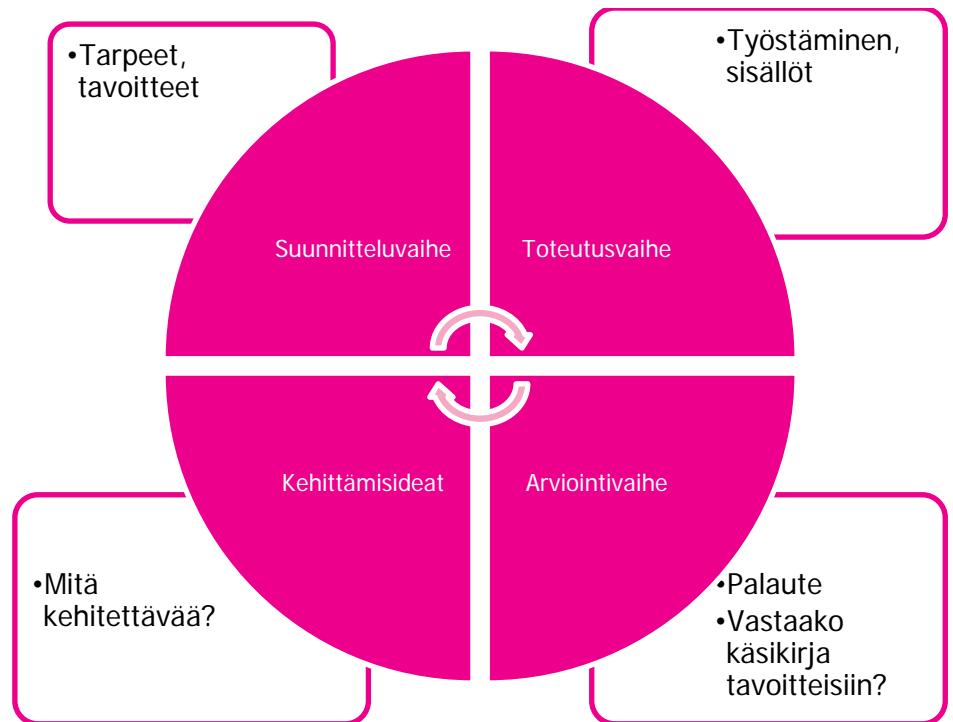 •Tarpeet,
tavoitteet
•Työstäminen,
sisällöt
Suunnitteluvaihe
Toteutusvaihe
Kehittämisideat
Arviointivaihe
•Mitä
kehitettävää?
•Palaute
•Vastaako
käsikirja
tavoitteisiin?